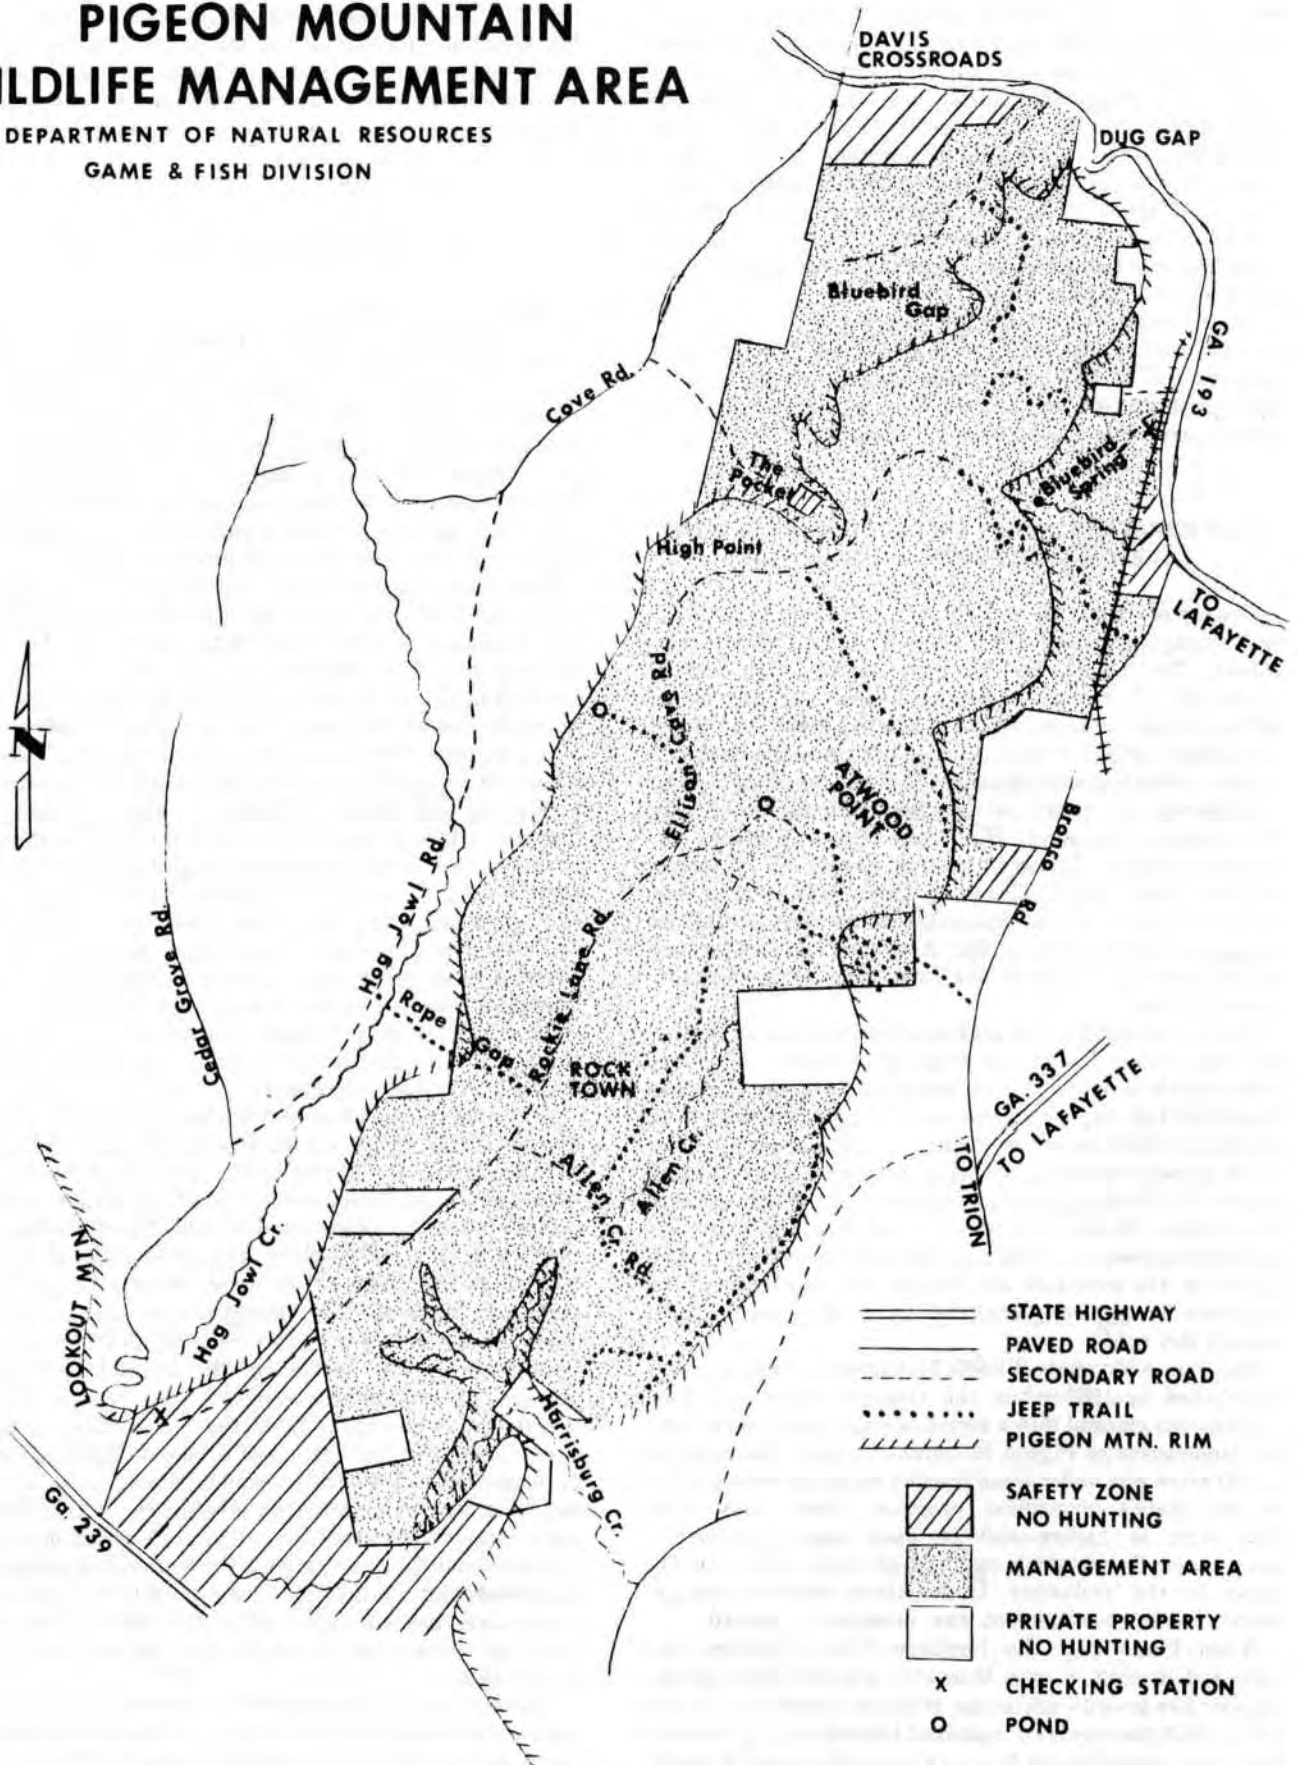 PIGEON MOUNTAIN
ILDLIFE MANAGEMENT AREA
DEPARTMENT OF NATURAL RESOURCES
GAME & FISH DIVISION
DAVIS
CROSSROADS
DUG GAP
GA. 193
Bluebird
Gap
Cove Rd.
The
Pocket
Bluebird
Spring
High Point
TO
LAFAYETTE
Ellison Cave Rd.
ATWOOD
POINT
Bronco
Rd.
N
Hog Jowl Rd.
Cedar Grove Rd.
Rape
Gap
Rockie Lane Rd.
ROCK
TOWN
GA. 337
TO LAFAYETTE
TO TRION
Allen Cr.
Allen Cr. Rd.
LOOKOUT MTN
Hog Jowl Cr.
Harrisburg Cr.
Ga. 239
X
STATE HIGHWAY
PAVED ROAD
SECONDARY ROAD
JEEP TRAIL
PIGEON MTN. RIM
SAFETY ZONE
NO HUNTING
MANAGEMENT AREA
PRIVATE PROPERTY
NO HUNTING
X CHECKING STATION
O POND